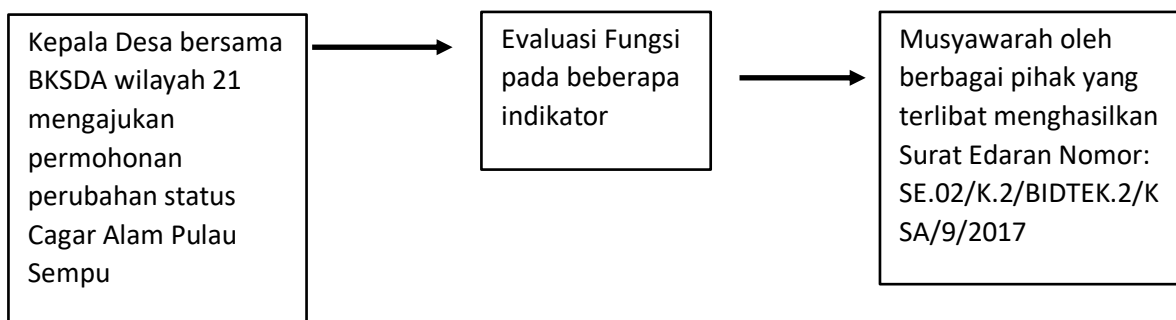 Kepala Desa bersama
BKSDA wilayah 21
mengajukan
permohonan
perubahan status
Cagar Alam Pulau
Sempu
Evaluasi Fungsi
pada beberapa
indikator
Musyawarah oleh
berbagai pihak yang
terlibat menghasilkan
Surat Edaran Nomor:
SE.02/K.2/BIDTEK.2/K
SA/9/2017